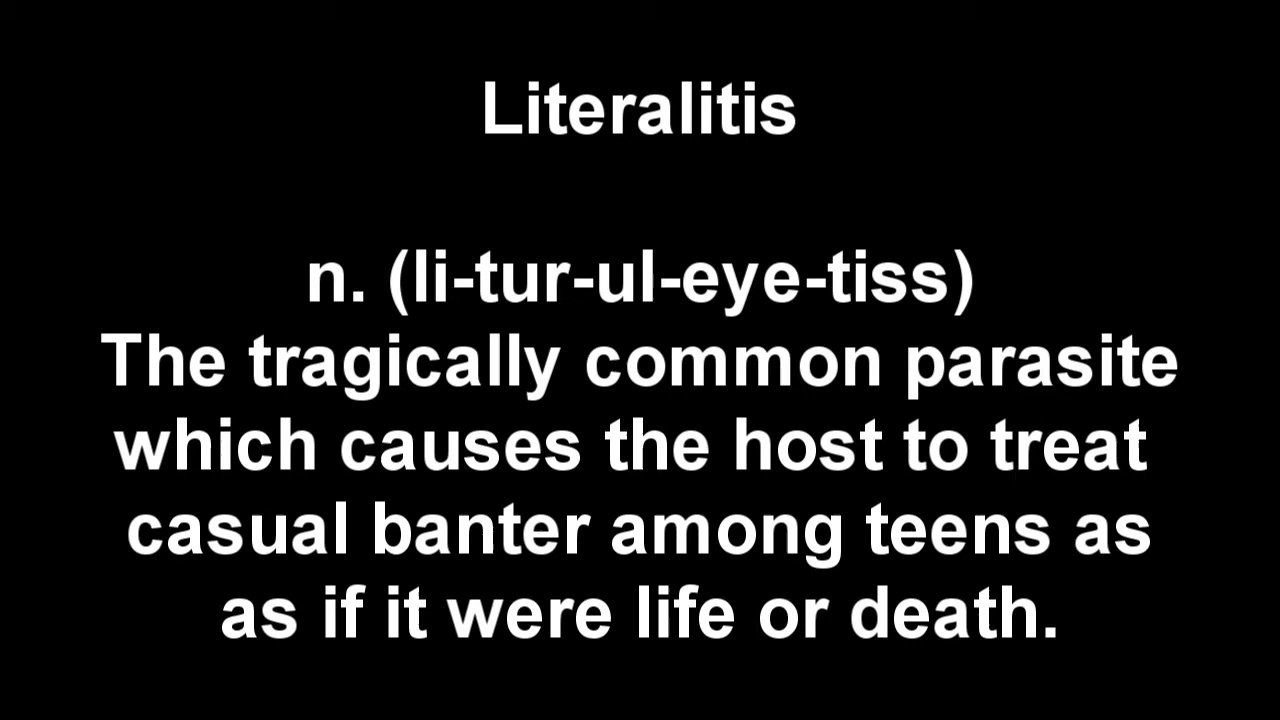 Literalitis
n. (li-tur-ul-eye-tiss)
The tragically common parasite
which causes the host to treat
casual banter among teens as
as if it were life or death.